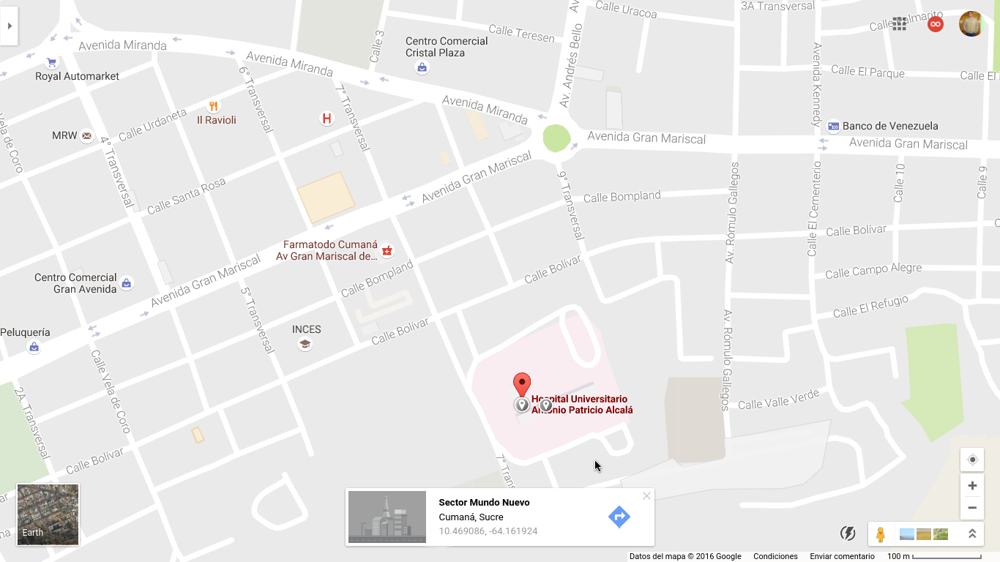 Calle Uracoa
3A Transversal
Calle Palmarito
Av. Andrés Bello
Calle Teresen
Calle 3
Centro Comercial
Cristal Plaza
Avenida Miranda
Avenida Miranda
Royal Automarket
Avenida Kennedy
Calle El Parque
Calle El
6° Transversal
7° Transversal
Avenida Miranda
Calle Urdaneta
Il Ravioli
H
MRW
4° Transversal
Vela de Coro
Banco de Venezuela
Avenida Gran Mariscal
Avenida Gran Mariscal
Avenida Gran Mariscal
Calle Santa Rosa
9° Transversal
Calle Bompland
Av. Rómulo Gallegos
Calle El Cementerio
Calle 10
Calle 9
Calle Bolívar
Farmatodo Cumaná
Av Gran Mariscal de...
Calle Bompland
Calle Bolívar
Calle Campo Alegre
Centro Comercial
Gran Avenida
Avenida Gran Mariscal
5° Transversal
Calle El Refugio
Peluquería
INCES
Calle Bolívar
Av. Rómulo Gallegos
Calle Vela de Coro
2A. Transversal
Hospital Universitario
Antonio Patricio Alcalá
Calle Valle Verde
Calle Bolívar
7° Trans
Earth
Sector Mundo Nuevo
Cumaná, Sucre
10.469086, -64.161924
Datos del mapa © 2016 Google Condiciones Enviar comentario 100 m